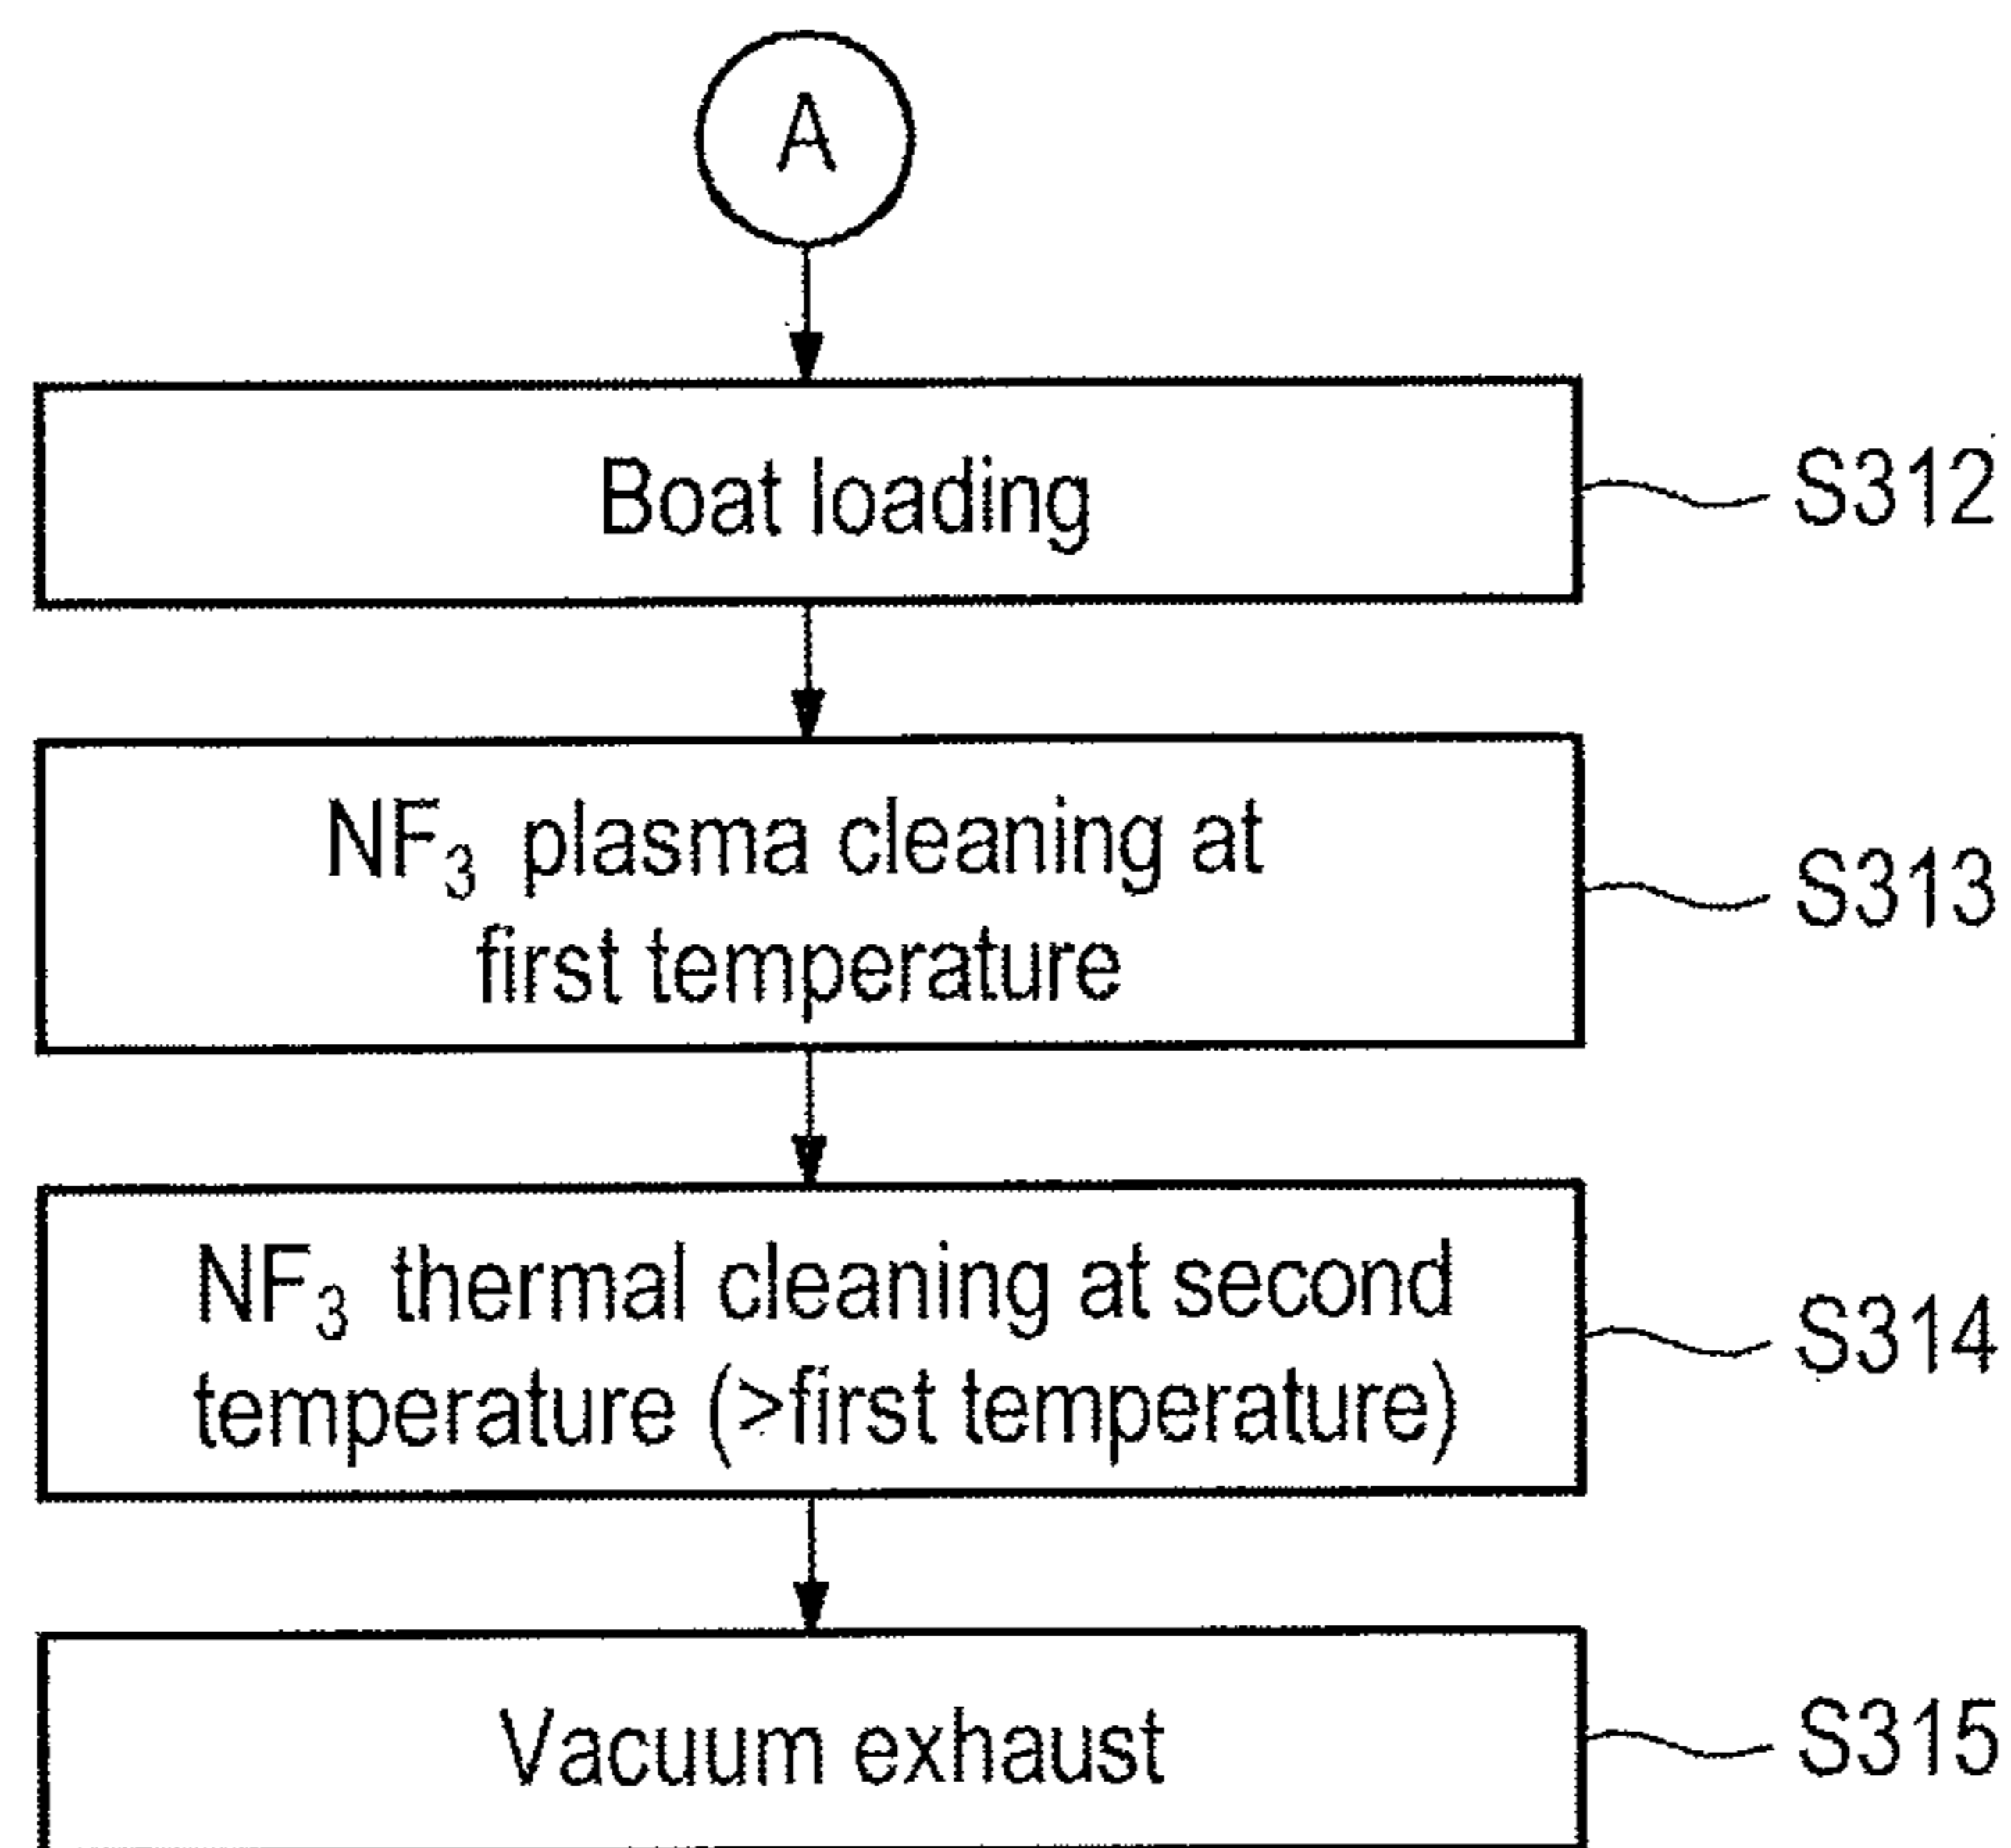 A
Boat loading
S312
NF₃ plasma cleaning at
first temperature
S313
NF₃ thermal cleaning at second
temperature (>first temperature)
S314
Vacuum exhaust
S315